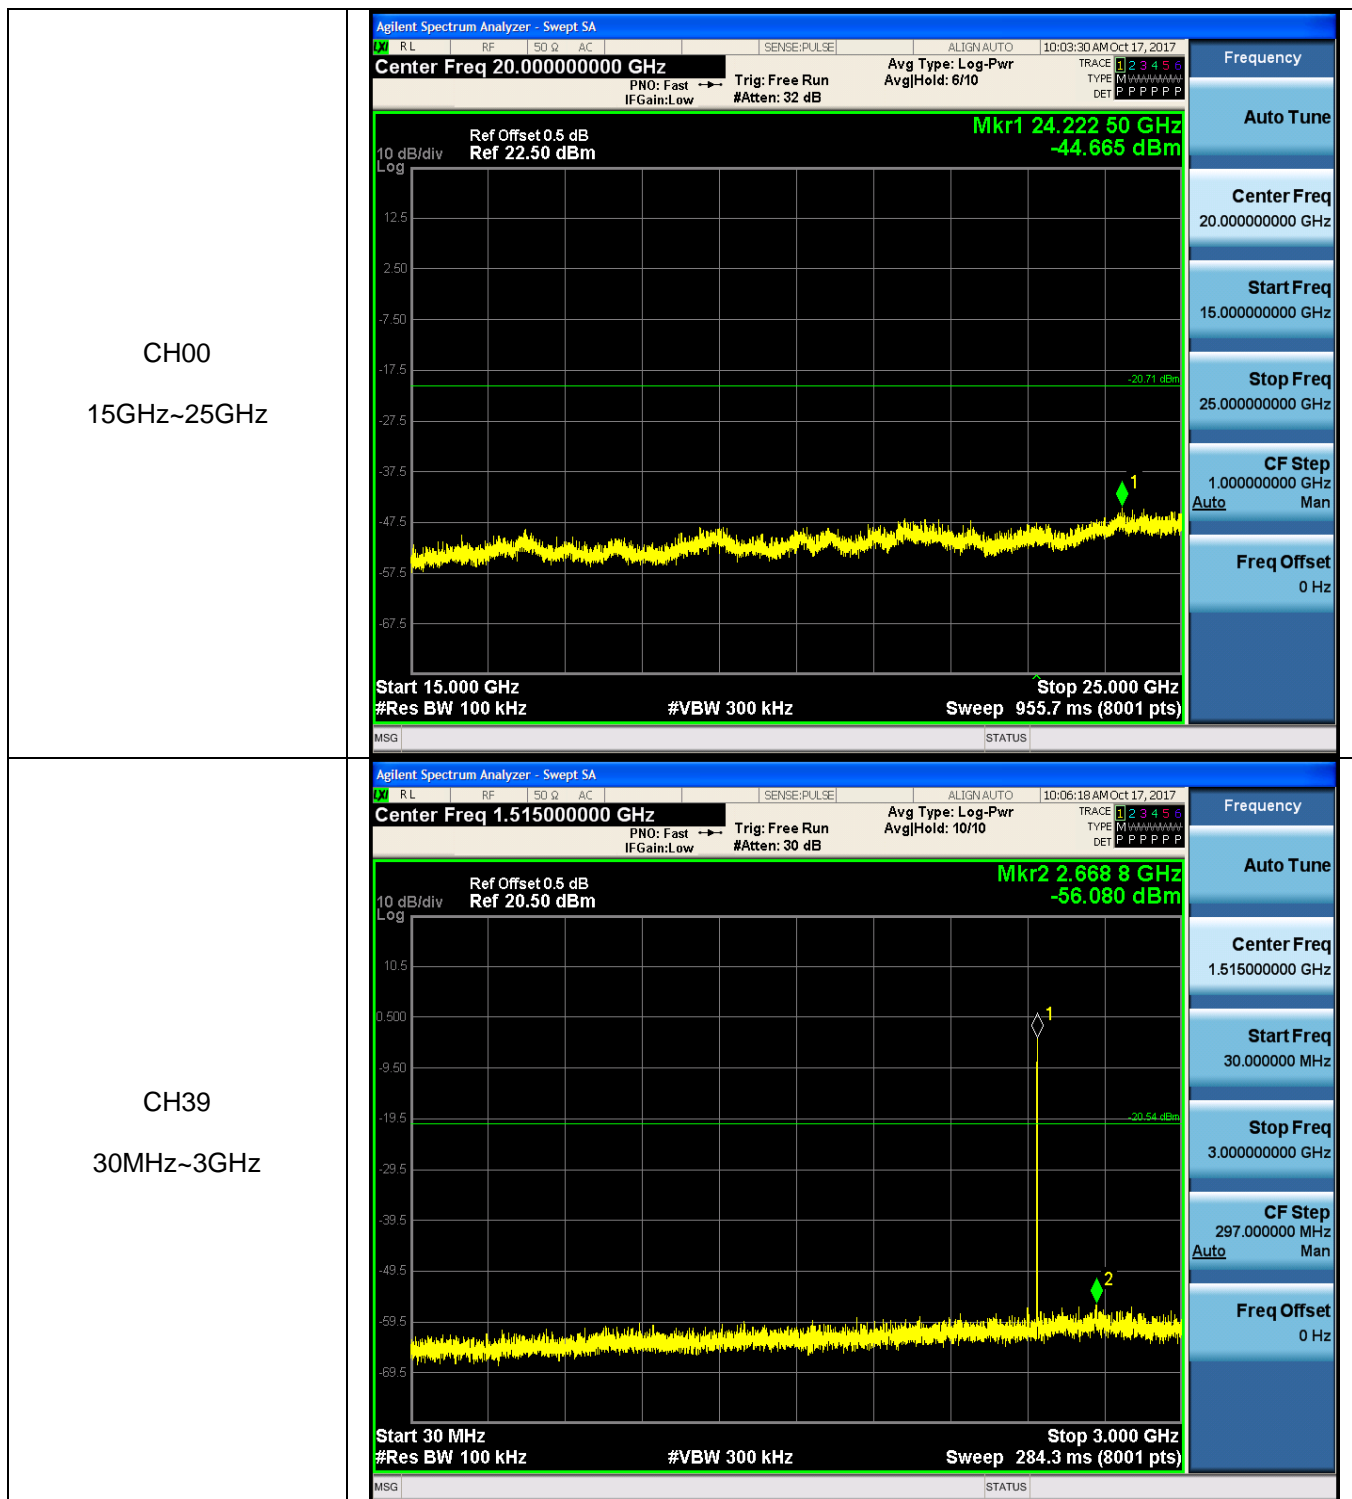 CH00
15GHz~25GHz
Agilent Spectrum Analyzer - Swept SA
LXI RL RF 50 Ω AC SENSE:PULSE ALIGN AUTO 10:03:30 AM Oct 17, 2017
Center Freq 20.000000000 GHz
PNO: Fast
IFGain:Low
Trig: Free Run
#Atten: 32 dB
Avg Type: Log-Pwr
Avg|Hold: 6/10
TRACE 1 2 3 4 5 6
TYPE M WWWWW
DET P P P P P P
Mkr1 24.222 50 GHz
-44.665 dBm
Ref Offset 0.5 dB
10 dB/div Ref 22.50 dBm
Log
12.5
2.50
-7.50
-17.5
-20.71 dBm
-27.5
-37.5
1
-47.5
-57.5
-67.5
Start 15.000 GHz Stop 25.000 GHz
#Res BW 100 kHz #VBW 300 kHz Sweep 955.7 ms (8001 pts)
MSG STATUS
Frequency
Auto Tune
Center Freq
20.000000000 GHz
Start Freq
15.000000000 GHz
Stop Freq
25.000000000 GHz
CF Step
1.000000000 GHz
Auto Man
Freq Offset
0 Hz
CH39
30MHz~3GHz
Agilent Spectrum Analyzer - Swept SA
LXI RL RF 50 Ω AC SENSE:PULSE ALIGN AUTO 10:06:18 AM Oct 17, 2017
Center Freq 1.515000000 GHz
PNO: Fast
IFGain:Low
Trig: Free Run
#Atten: 30 dB
Avg Type: Log-Pwr
Avg|Hold: 10/10
TRACE 1 2 3 4 5 6
TYPE M WWWWW
DET P P P P P P
Mkr2 2.668 8 GHz
-56.080 dBm
Ref Offset 0.5 dB
10 dB/div Ref 20.50 dBm
Log
10.5
0.500
1
-9.50
-19.5
-20.54 dBm
-29.5
-39.5
-49.5
2
-59.5
-69.5
Start 30 MHz Stop 3.000 GHz
#Res BW 100 kHz #VBW 300 kHz Sweep 284.3 ms (8001 pts)
MSG STATUS
Frequency
Auto Tune
Center Freq
1.515000000 GHz
Start Freq
30.000000 MHz
Stop Freq
3.000000000 GHz
CF Step
297.000000 MHz
Auto Man
Freq Offset
0 Hz